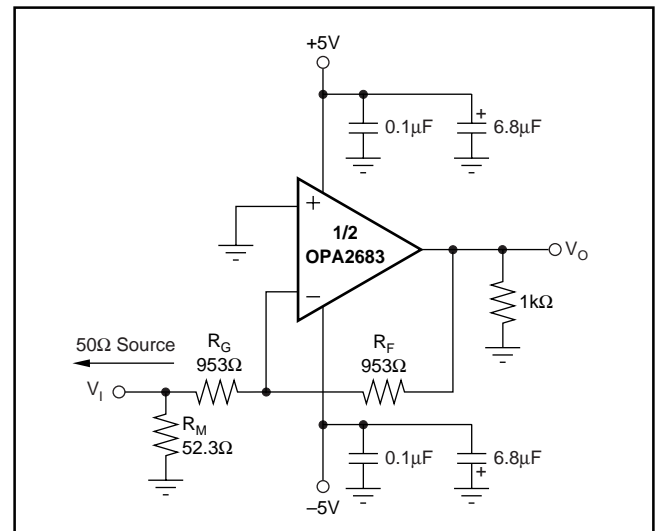 +5V
0.1μF
+
6.8μF
+
1/2
OPA2683
−
V_O
1kΩ
50Ω Source
R_G
953Ω
R_F
953Ω
V_I
R_M
52.3Ω
0.1μF
6.8μF
+
−5V